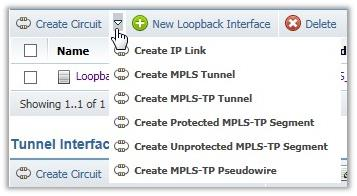 Create Circuit New Loopback Interface Delete
Name
Create IP Link
Loopba
Create MPLS Tunnel
Create MPLS-TP Tunnel
Showing 1..1 of 1
Create Protected MPLS-TP Segment
Tunnel Interfac
Create Unprotected MPLS-TP Segment
Create Circuit
Create MPLS-TP Pseudowire